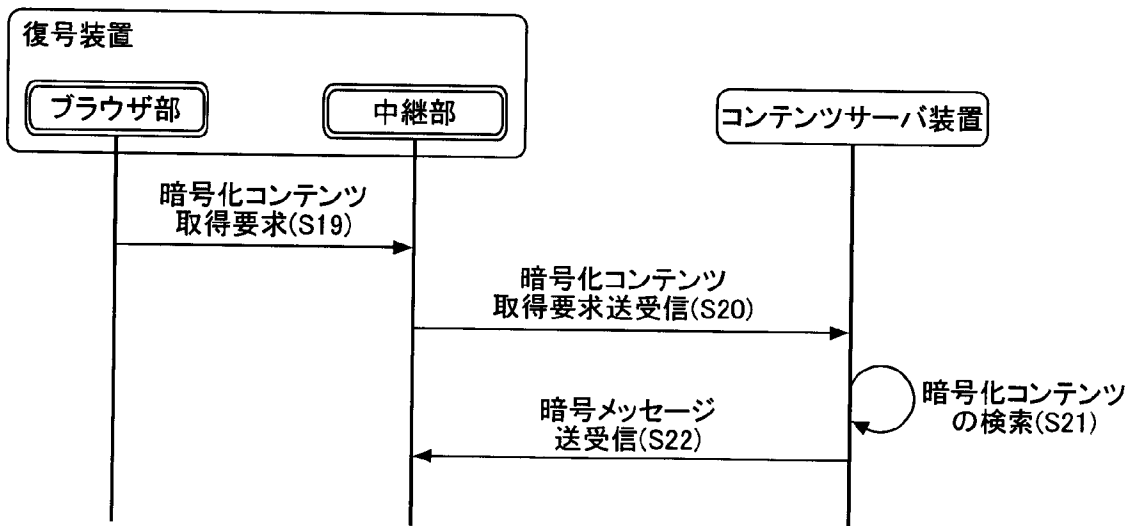 復号装置
ブラウザ部
中継部
コンテンツサーバ装置
暗号化コンテンツ
取得要求(S19)
暗号化コンテンツ
取得要求送受信(S20)
暗号化コンテンツ
の検索(S21)
暗号メッセージ
送受信(S22)